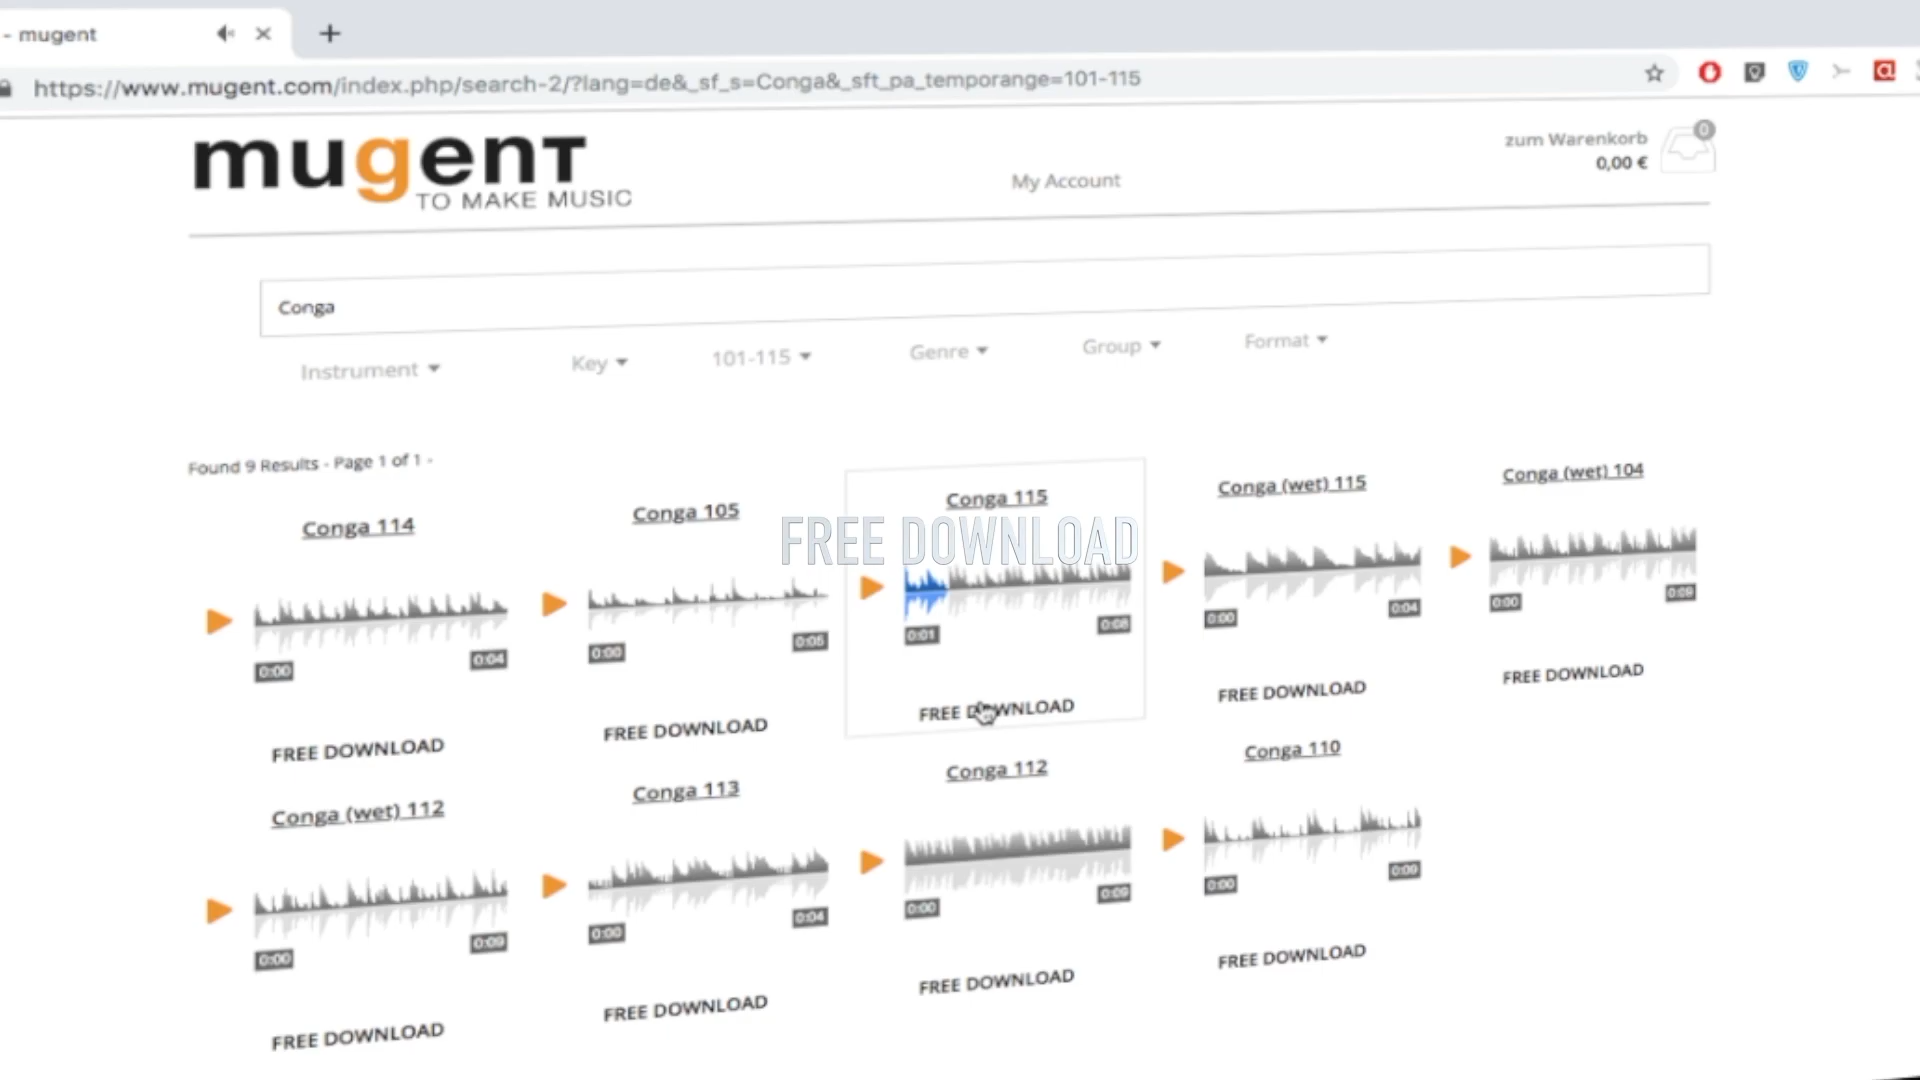 - mugent
https://www.mugent.com/index.php/search-2/?lang=de&_sf_s=Conga&_sft_pa_temporange=101-115
mugent
TO MAKE MUSIC
My Account
zum Warenkorb
0,00 €
0
Conga
Instrument
Key
101-115
Genre
Group
Format
Found 9 Results - Page 1 of 1 -
Conga 114
Conga 105
Conga 115
Conga (wet) 115
Conga (wet) 104
FREE DOWNLOAD
0:00
0:04
0:00
0:05
0:01
0:08
0:00
0:04
0:00
0:09
FREE DOWNLOAD
FREE DOWNLOAD
FREE DOWNLOAD
FREE DOWNLOAD
FREE DOWNLOAD
Conga (wet) 112
Conga 113
Conga 112
Conga 110
0:00
0:09
0:00
0:04
0:00
0:09
0:00
0:09
FREE DOWNLOAD
FREE DOWNLOAD
FREE DOWNLOAD
FREE DOWNLOAD